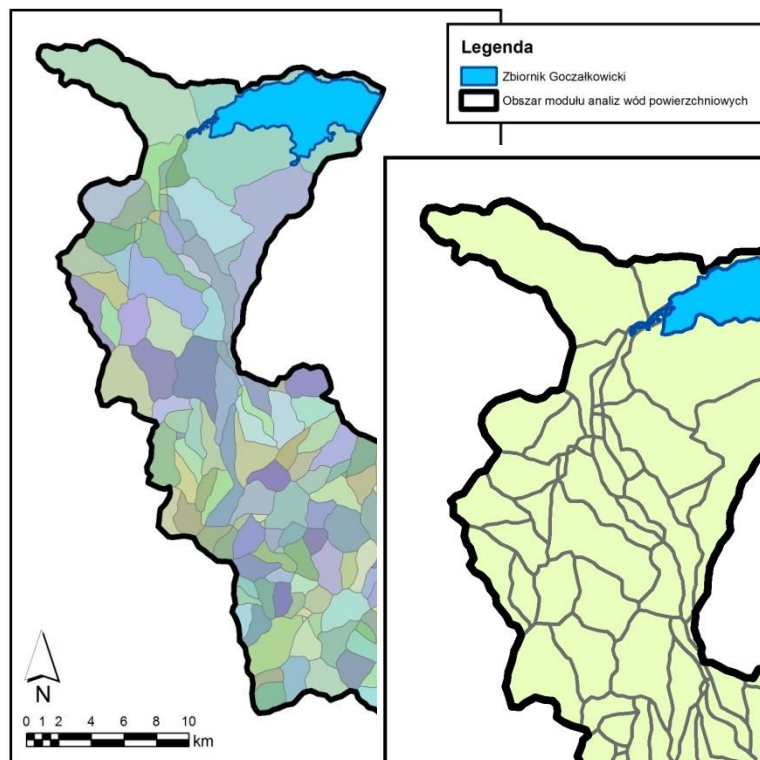 Legenda
Zbiornik Goczałkowicki
Obszar modułu analiz wód powierzchniowych
N
0 1 2 4 6 8 10
km